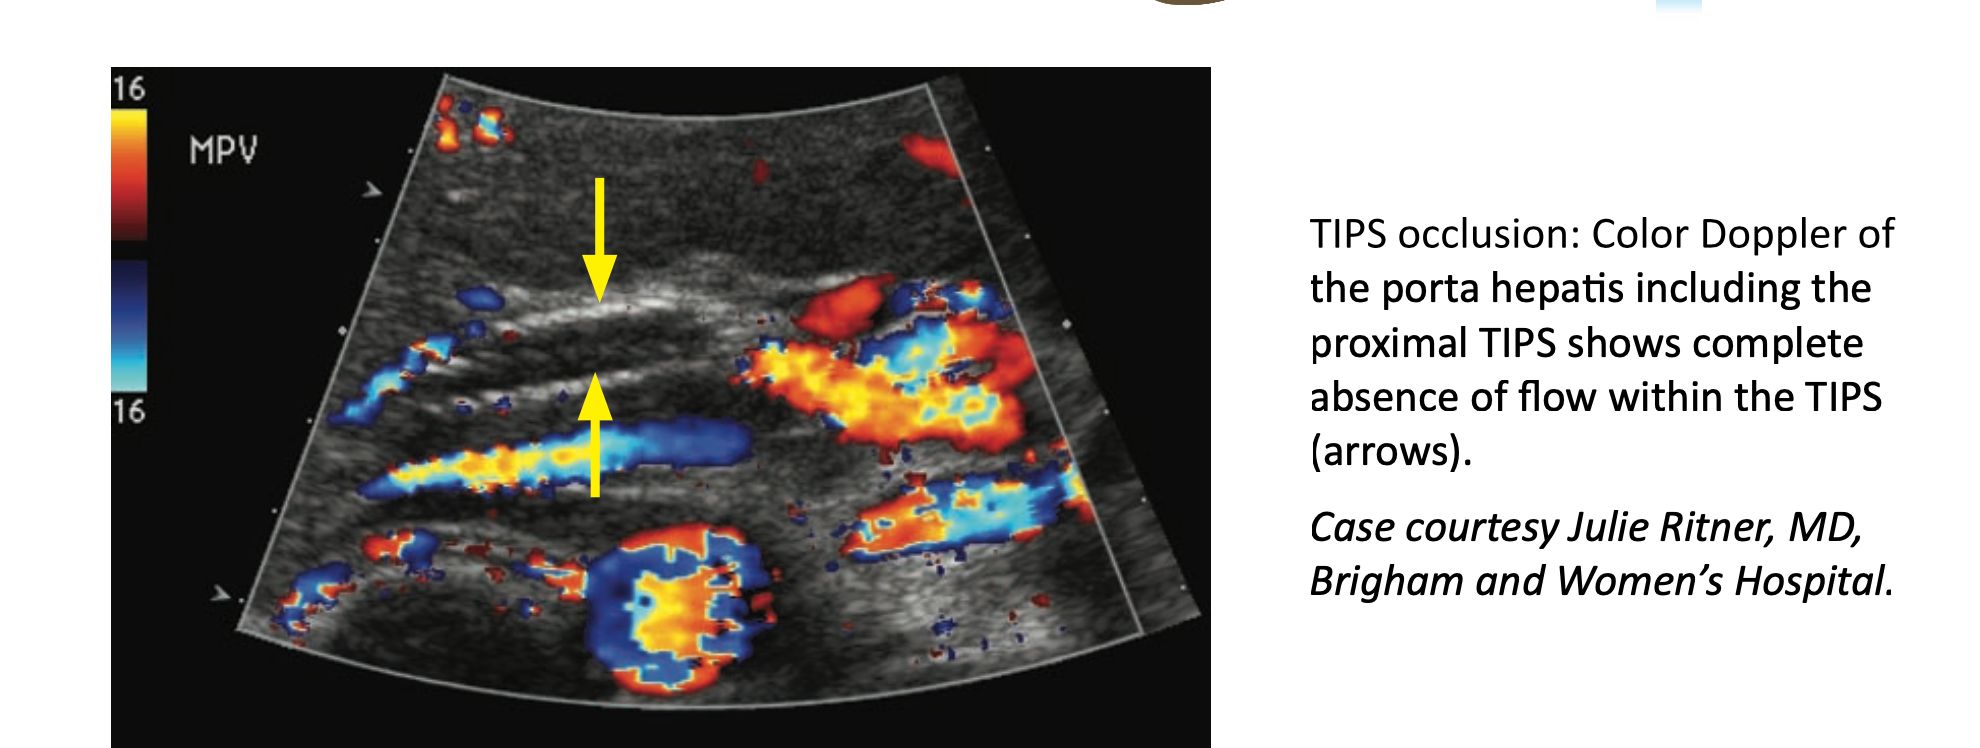 16
MPV
16
TIPS occlusion: Color Doppler of
the porta hepatis including the
proximal TIPS shows complete
absence of flow within the TIPS
(arrows).
Case courtesy Julie Ritner, MD,
Brigham and Women’s Hospital.